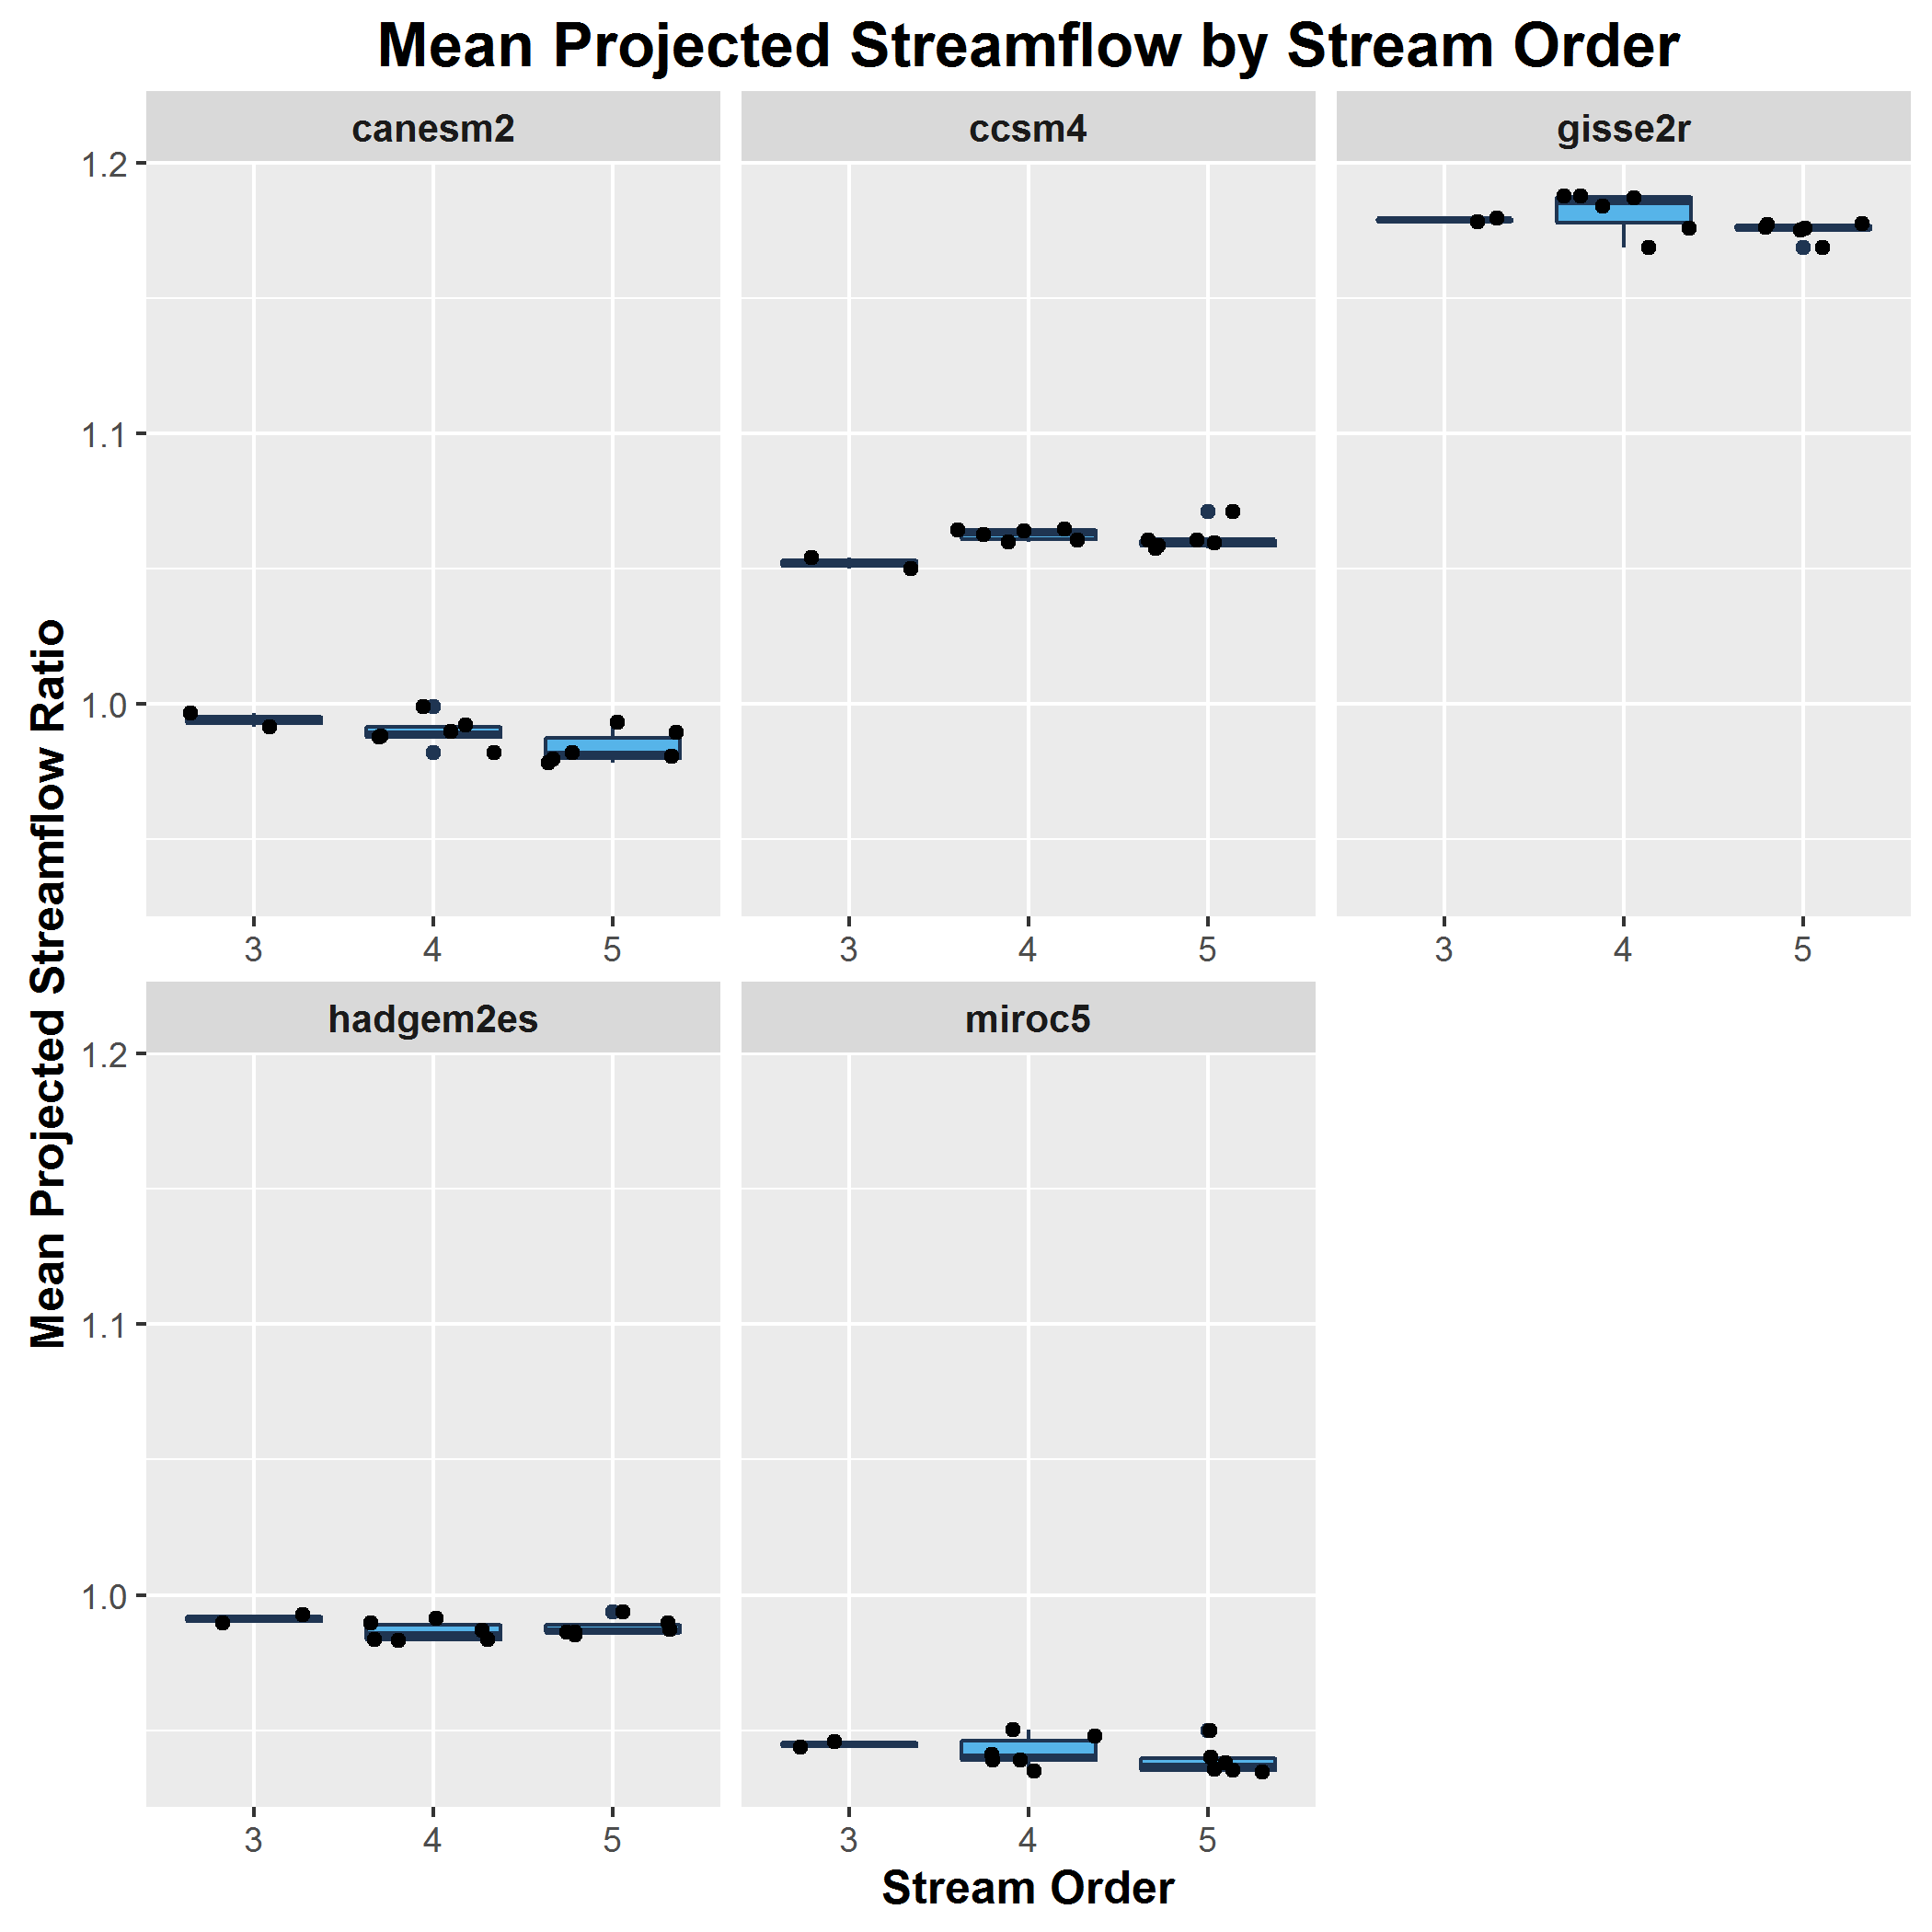 Mean Projected Streamflow by Stream Order
canesm2 ccsm4 gisse2r
1.2
1.1
1.0
3 4 5 3 4 5 3 4 5
Mean Projected Streamflow Ratio
hadgem2es miroc5
1.2
1.1
1.0
3 4 5 3 4 5
Stream Order